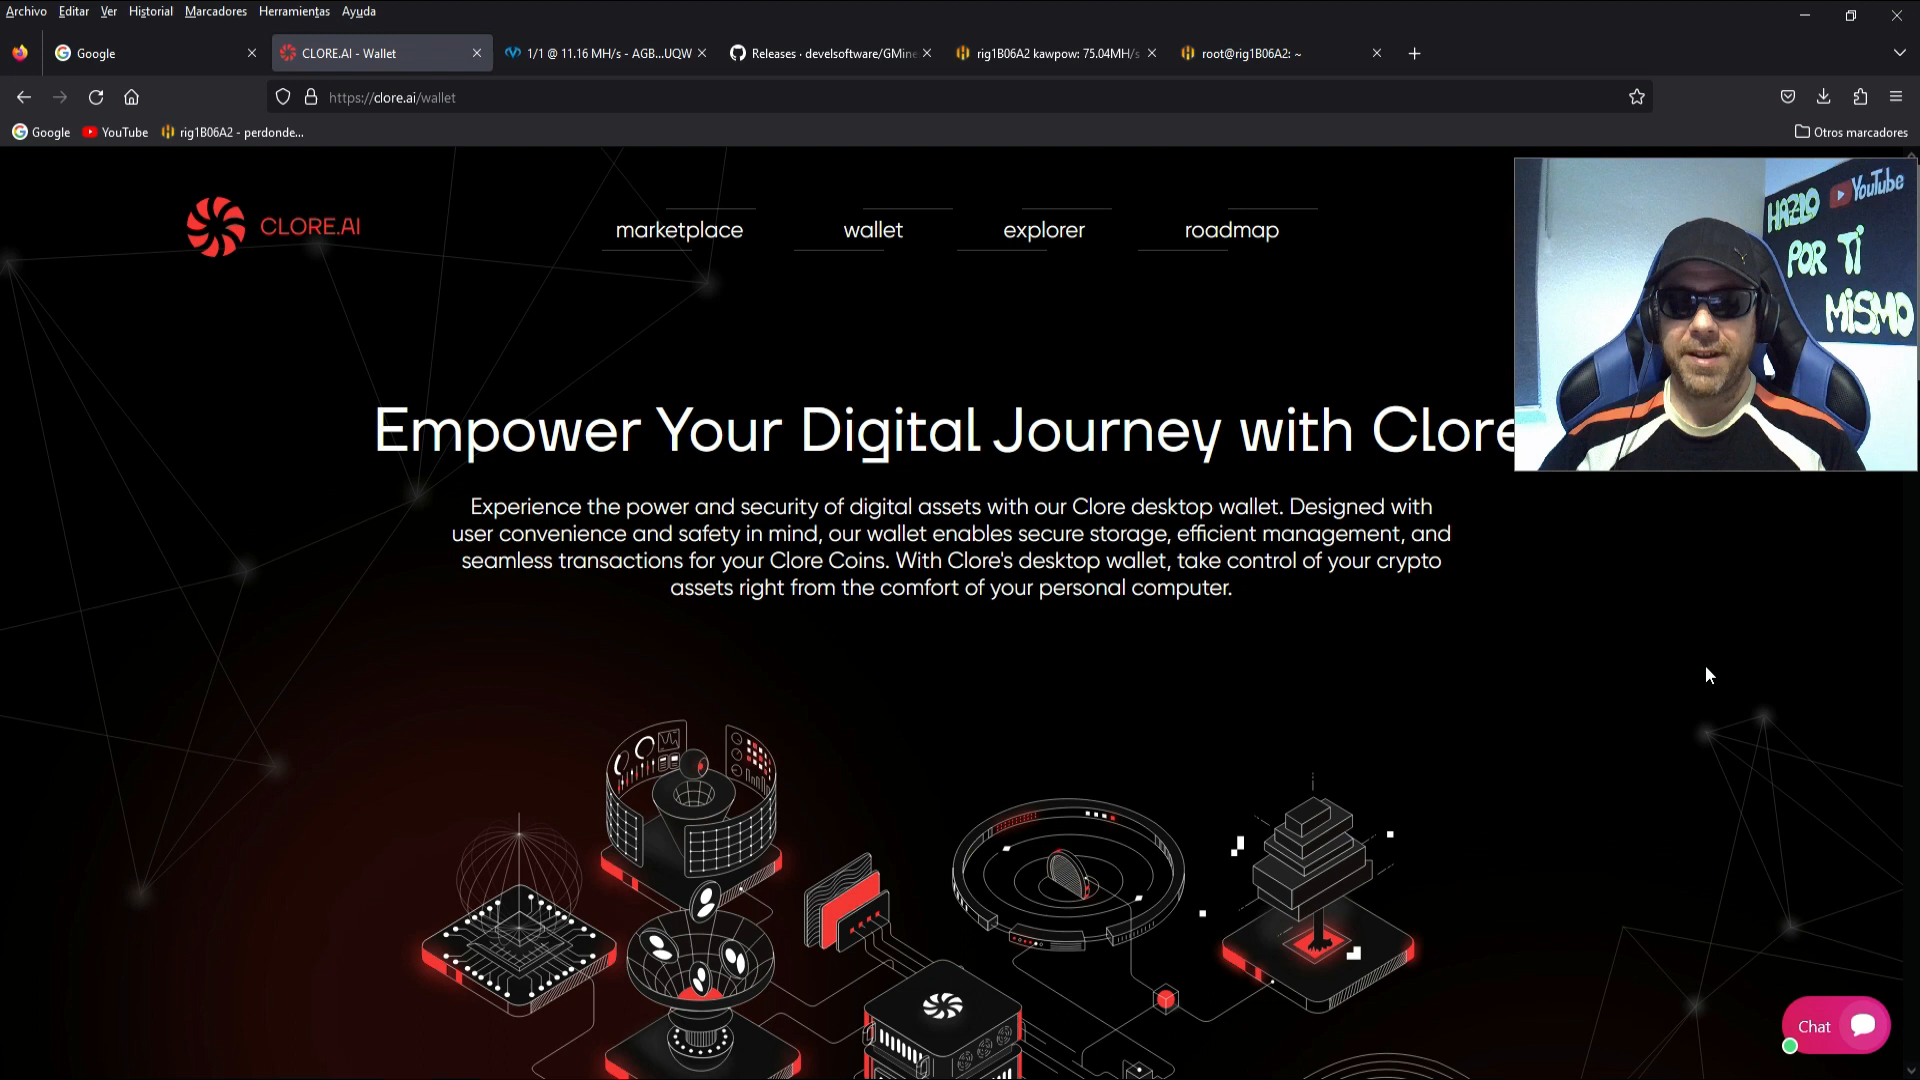 Archivo Editar Ver Historial Marcadores Herramientas Ayuda
Google
CLORE.AI - Wallet
1/1 @ 11.16 MH/s - AGB...UQW
Releases · develsoftware/GMine
rig1B06A2 kawpow: 75.04MH/s
root@rig1B06A2: ~
https://clore.ai/wallet
Google YouTube rig1B06A2 - perdonde... Otros marcadores
CLORE.AI
marketplace wallet explorer roadmap
YouTube
HAZLO
POR TI
MISMO
Empower Your Digital Journey with Clore
Experience the power and security of digital assets with our Clore desktop wallet. Designed with
user convenience and safety in mind, our wallet enables secure storage, efficient management, and
seamless transactions for your Clore Coins. With Clore's desktop wallet, take control of your crypto
assets right from the comfort of your personal computer.
Chat